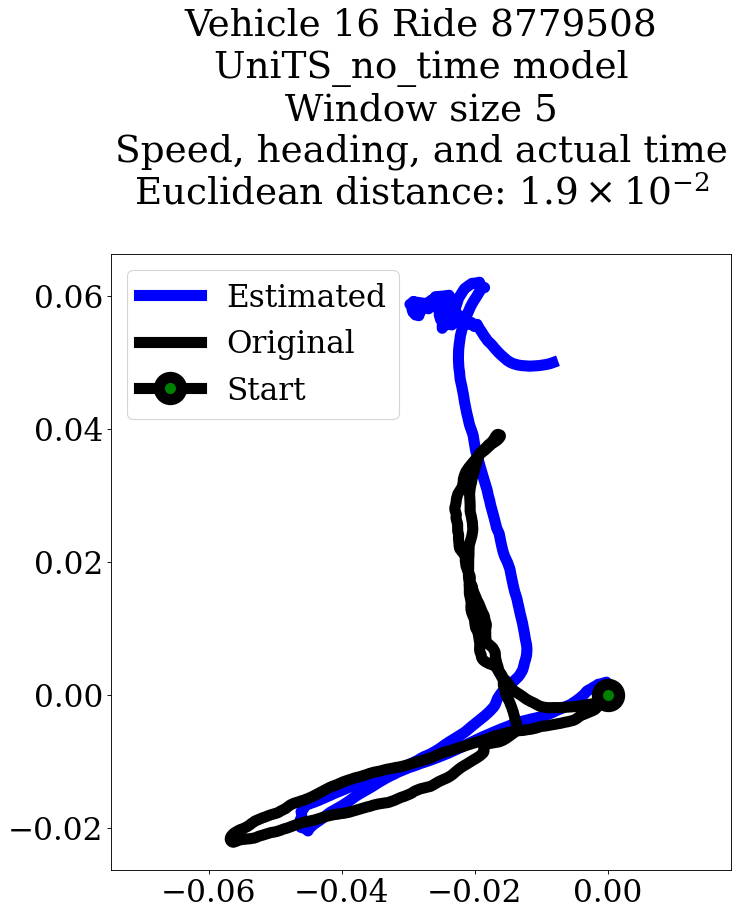 Vehicle 16 Ride 8779508
UniTS_no_time model
Window size 5
Speed, heading, and actual time
Euclidean distance: 1.9 × 10⁻²
Estimated
Original
Start
0.06
0.04
0.02
0.00
−0.02
−0.06 −0.04 −0.02 0.00